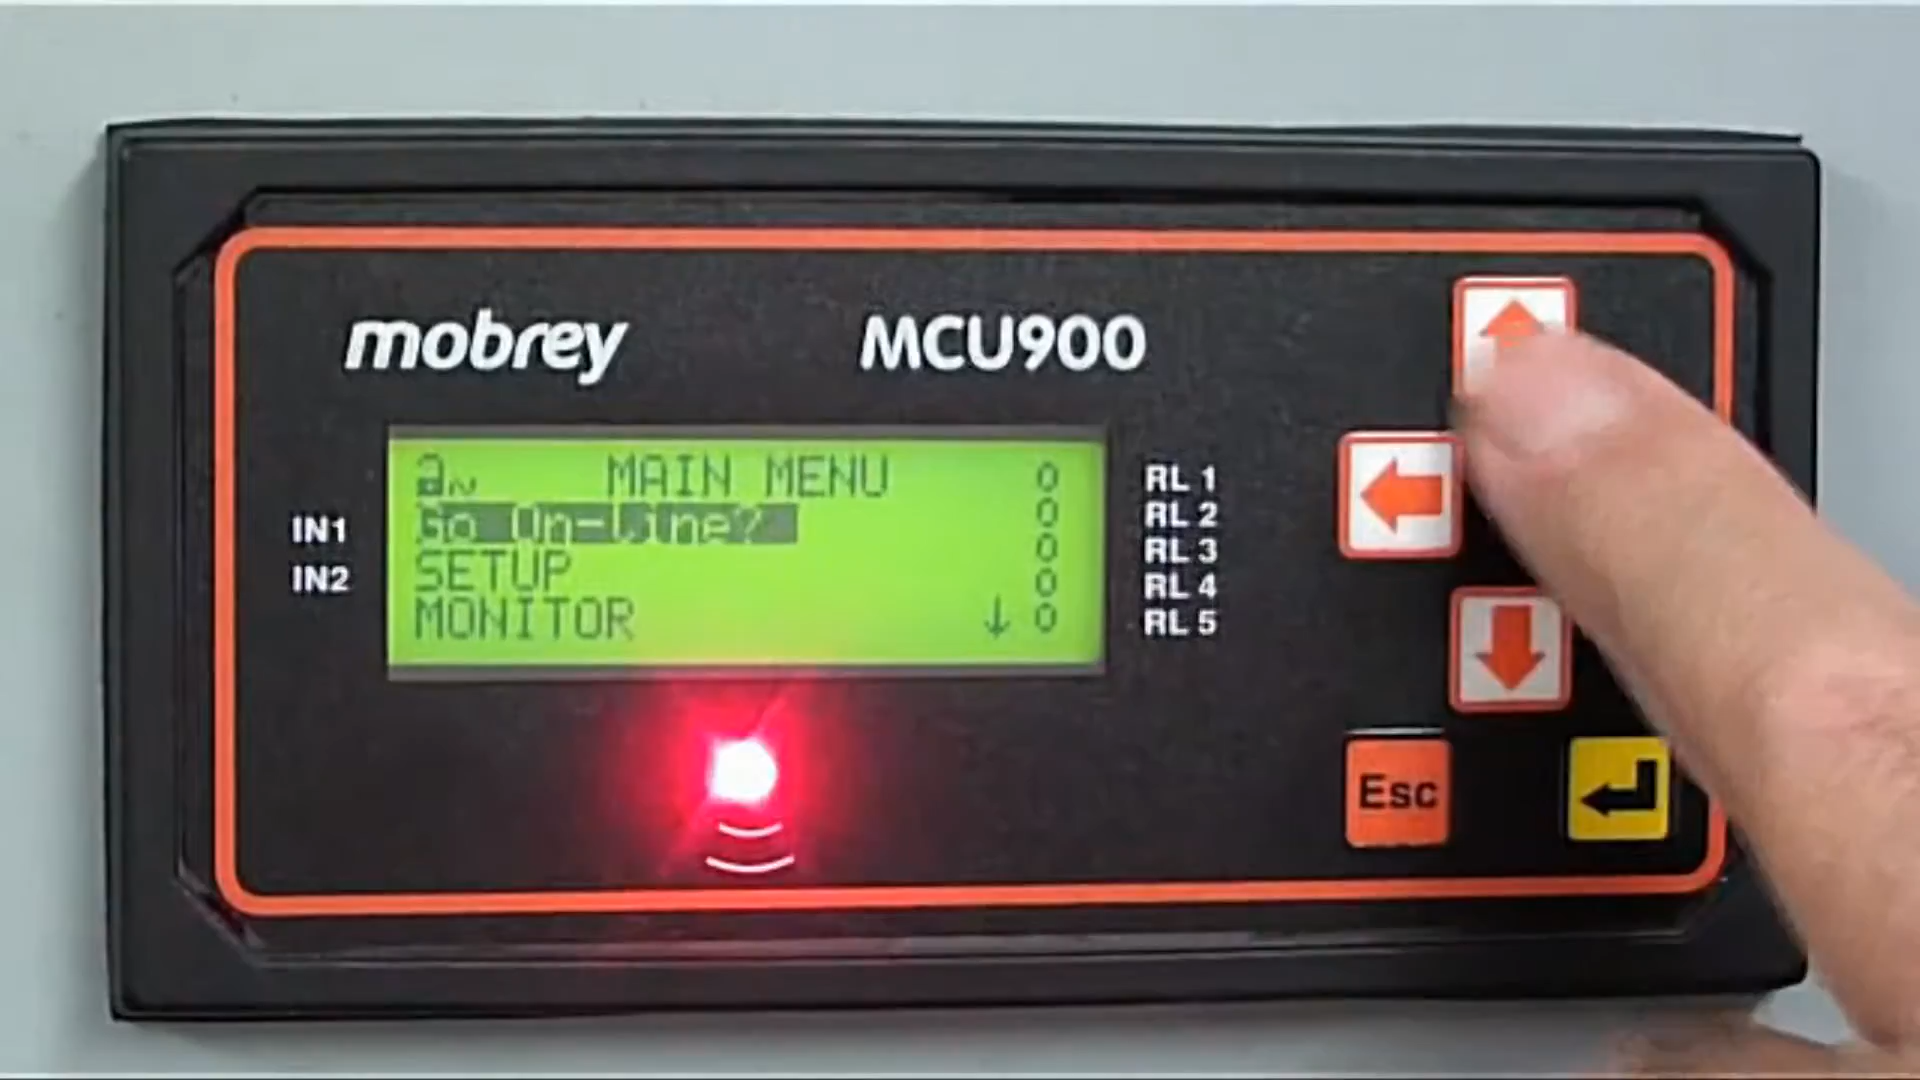 mobrey MCU900
MAIN MENU 0 RL 1
IN1 Go On-line? 0 RL 2
0 RL 3
IN2 SETUP 0 RL 4
MONITOR ↓ 0 RL 5
Esc